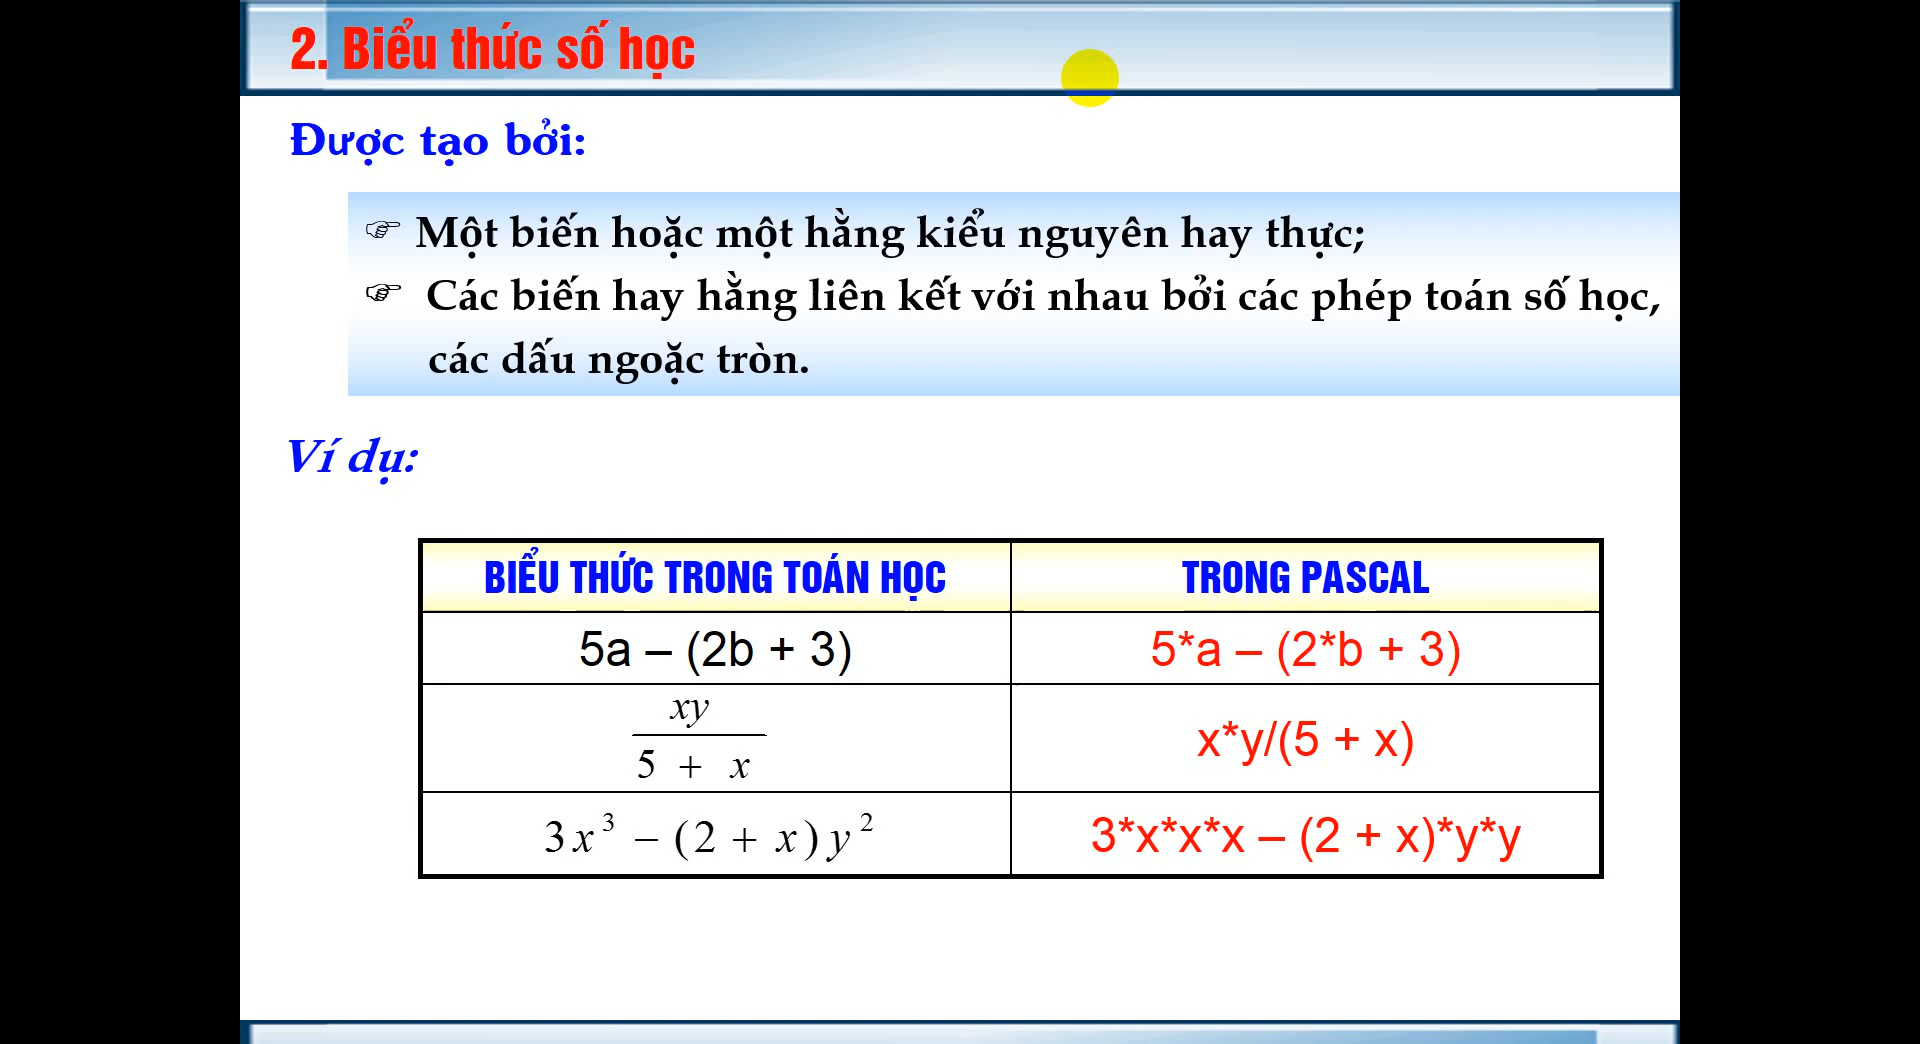 2. Biểu thức số học
Được tạo bởi:
☞ Một biến hoặc một hằng kiểu nguyên hay thực;
☞ Các biến hay hằng liên kết với nhau bởi các phép toán số học,
các dấu ngoặc tròn.
Ví dụ:
BIỂU THỨC TRONG TOÁN HỌC TRONG PASCAL
5a – (2b + 3) 5*a – (2*b + 3)
xy
5 + x
x*y/(5 + x)
3x³ − (2 + x)y² 3*x*x*x – (2 + x)*y*y